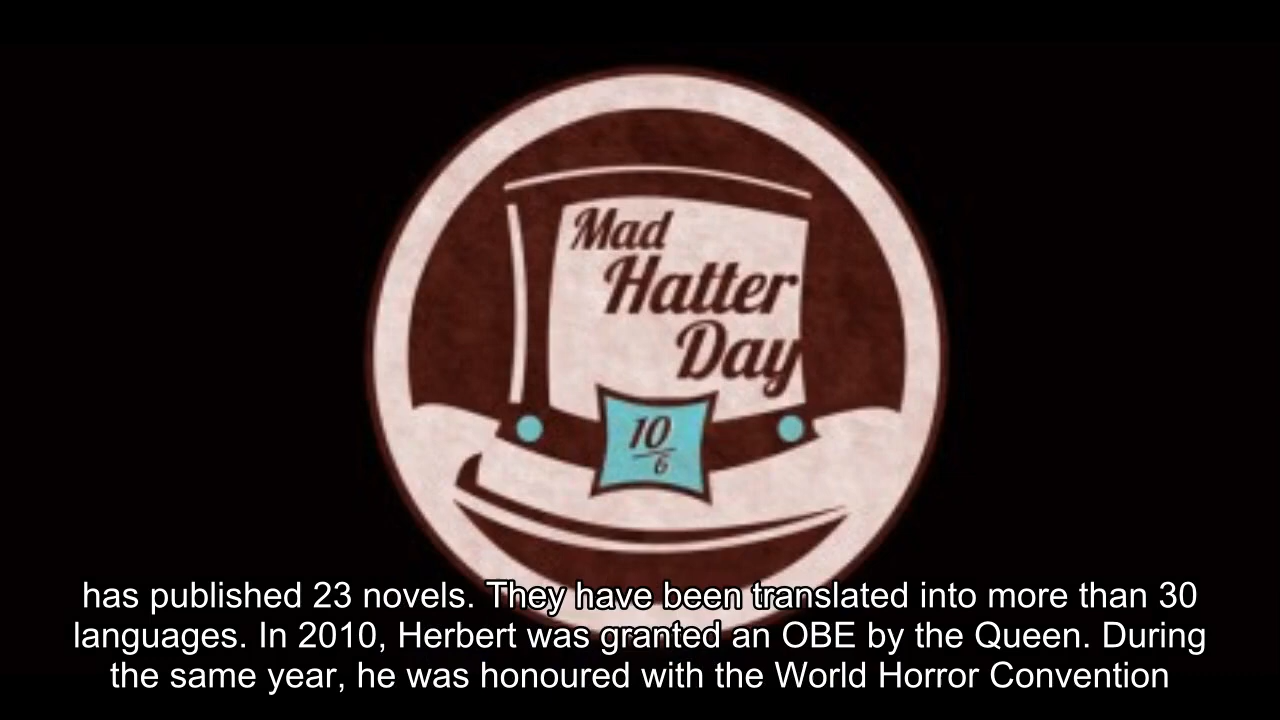 Mad
Hatter
Day
10
6
has published 23 novels. They have been translated into more than 30
languages. In 2010, Herbert was granted an OBE by the Queen. During
the same year, he was honoured with the World Horror Convention